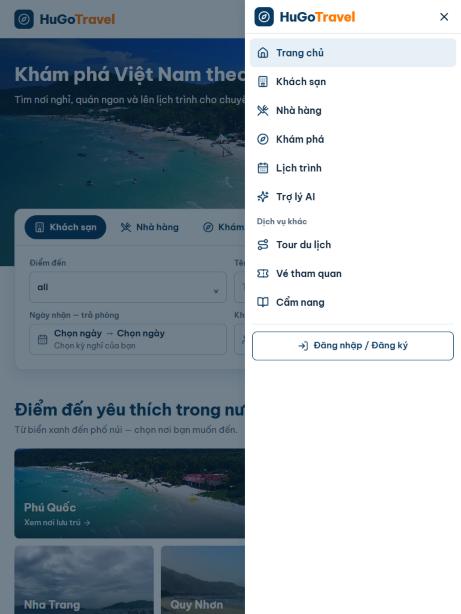 HuGoTravel
Khám phá Việt Nam theo
Tìm nơi nghỉ, quán ngon và lên lịch trình cho chuyế
Khách sạn
Nhà hàng
Khám
Điểm đến
Tê
all
Ngày nhận — trả phòng
Kh
Chọn ngày → Chọn ngày
Chọn kỳ nghỉ của bạn
Điểm đến yêu thích trong nư
Từ biển xanh đến phố núi — chọn nơi bạn muốn đến.
Phú Quốc
Xem nơi lưu trú →
Nha Trang
Quy Nhơn
HuGoTravel
Trang chủ
Khách sạn
Nhà hàng
Khám phá
Lịch trình
Trợ lý AI
Dịch vụ khác
Tour du lịch
Vé tham quan
Cẩm nang
Đăng nhập / Đăng ký